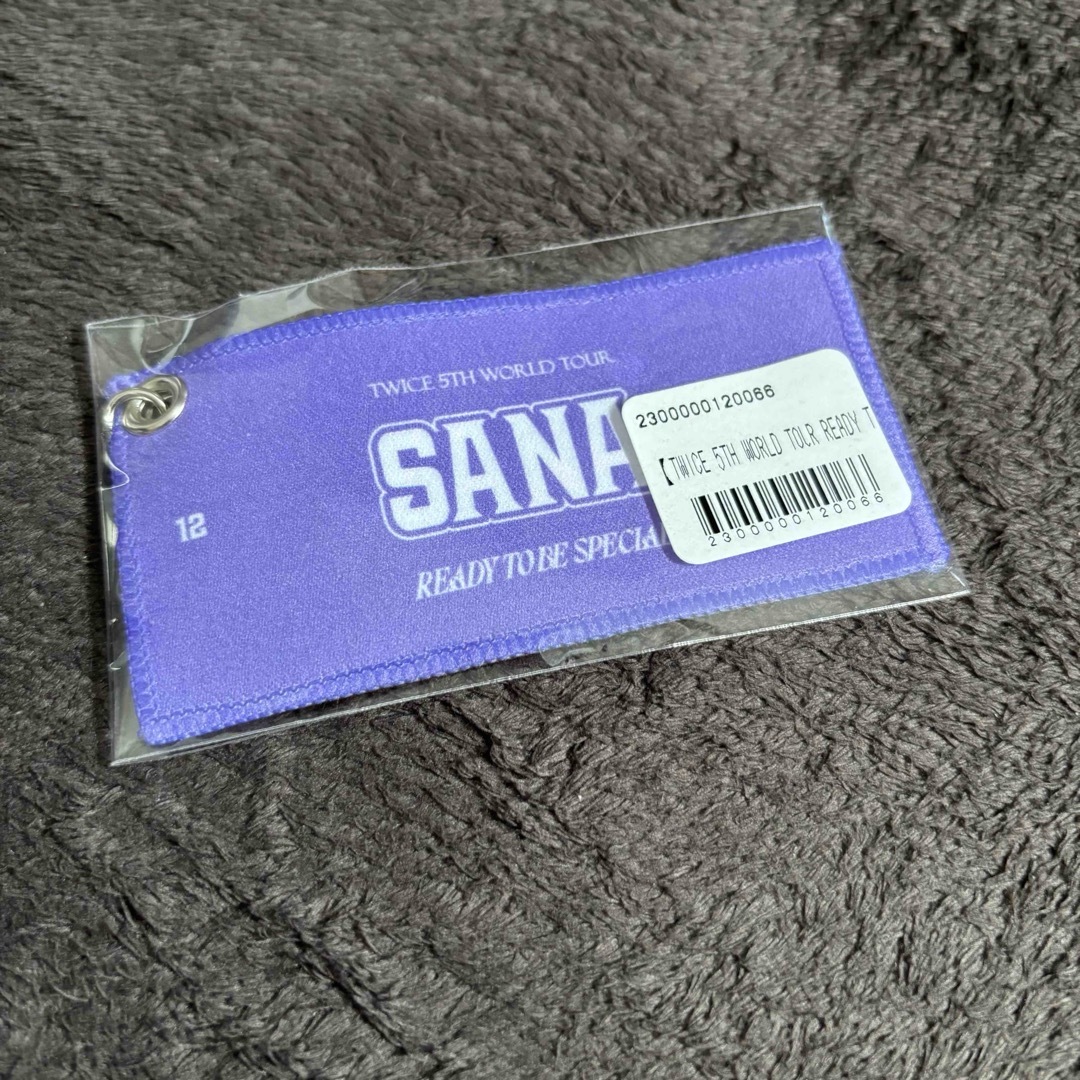 TWICE 5TH WORLD TOUR
SANA
READY TO BE SPECIAL
12
2300000120066
【TWICE 5TH WORLD TOUR READY T
2300000120066